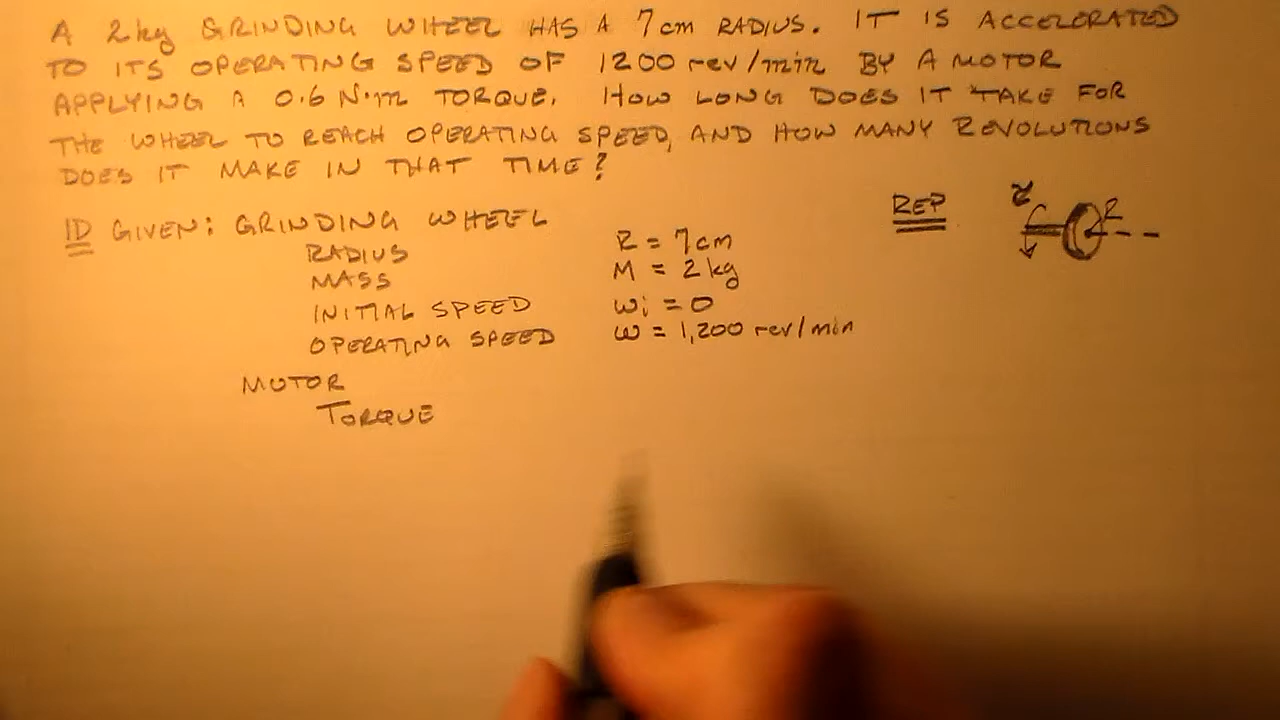 A 2kg GRINDING WHEEL HAS A 7cm RADIUS. IT IS ACCELERATED
TO ITS OPERATING SPEED OF 1200 rev/min BY A MOTOR
APPLYING A 0.6 N·m TORQUE. HOW LONG DOES IT TAKE FOR
THE WHEEL TO REACH OPERATING SPEED, AND HOW MANY REVOLUTIONS
DOES IT MAKE IN THAT TIME?
REP
τ
R
ID GIVEN: GRINDING WHEEL
RADIUS R = 7cm
MASS M = 2kg
INITIAL SPEED ωi = 0
OPERATING SPEED ω = 1,200 rev/min
MOTOR
TORQUE